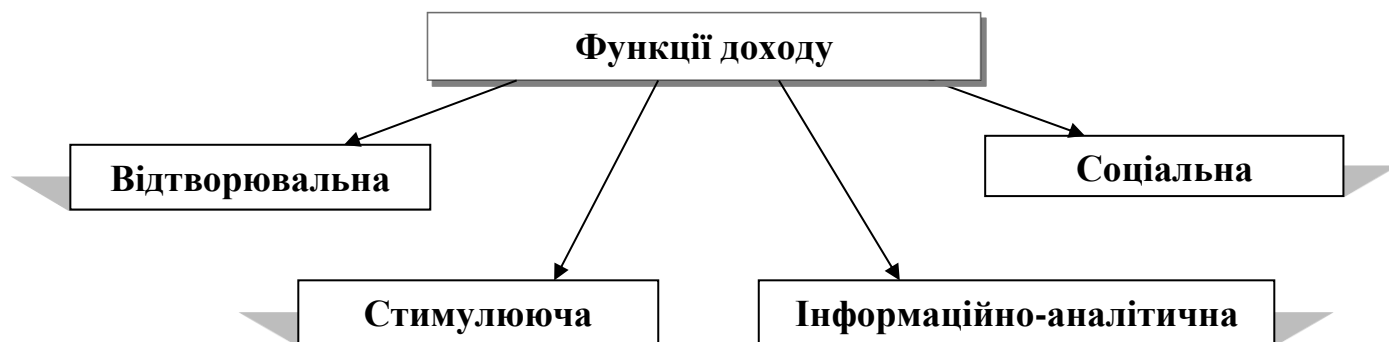 Функції доходу
Відтворювальна
Соціальна
Стимулююча
Інформаційно-аналітична